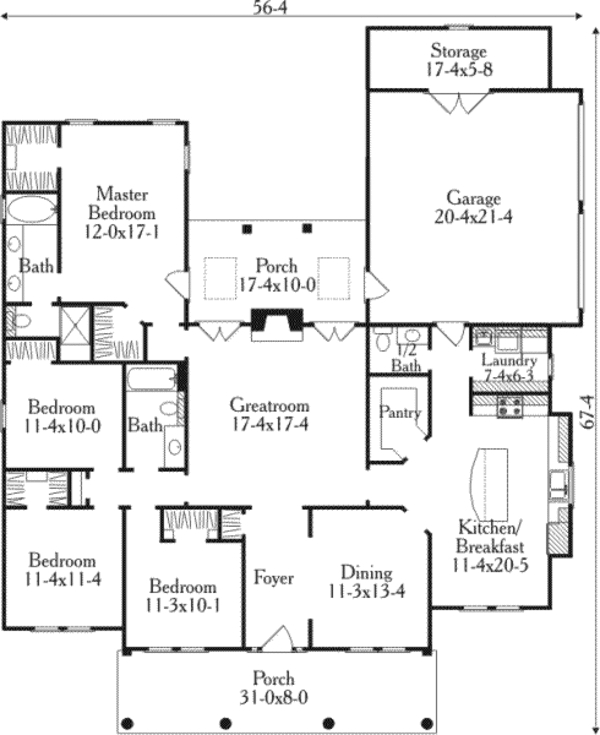 56-4
Storage
17-4x5-8
Master
Bedroom
12-0x17-1
Garage
20-4x21-4
Bath
Porch
17-4x10-0
1/2
Bath
Laundry
7-4x6-3
67-4
Bedroom
11-4x10-0
Bath
Greatroom
17-4x17-4
Pantry
Kitchen/
Breakfast
11-4x20-5
Bedroom
11-4x11-4
Bedroom
11-3x10-1
Foyer
Dining
11-3x13-4
Porch
31-0x8-0